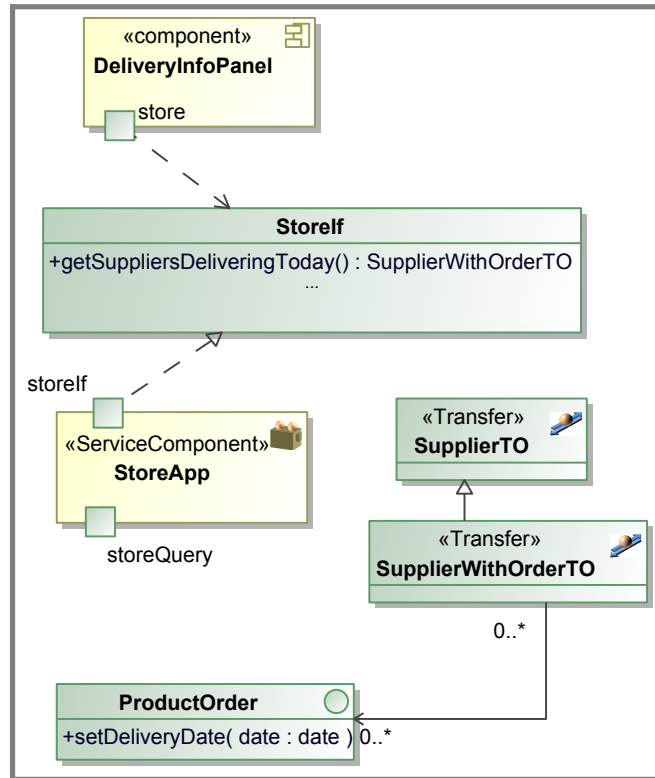 «component»
DeliveryInfoPanel
store
StoreIf
+getSuppliersDeliveringToday() : SupplierWithOrderTO
...
storeIf
«ServiceComponent»
StoreApp
storeQuery
«Transfer»
SupplierTO
«Transfer»
SupplierWithOrderTO
0..*
ProductOrder
+setDeliveryDate( date : date )
0..*